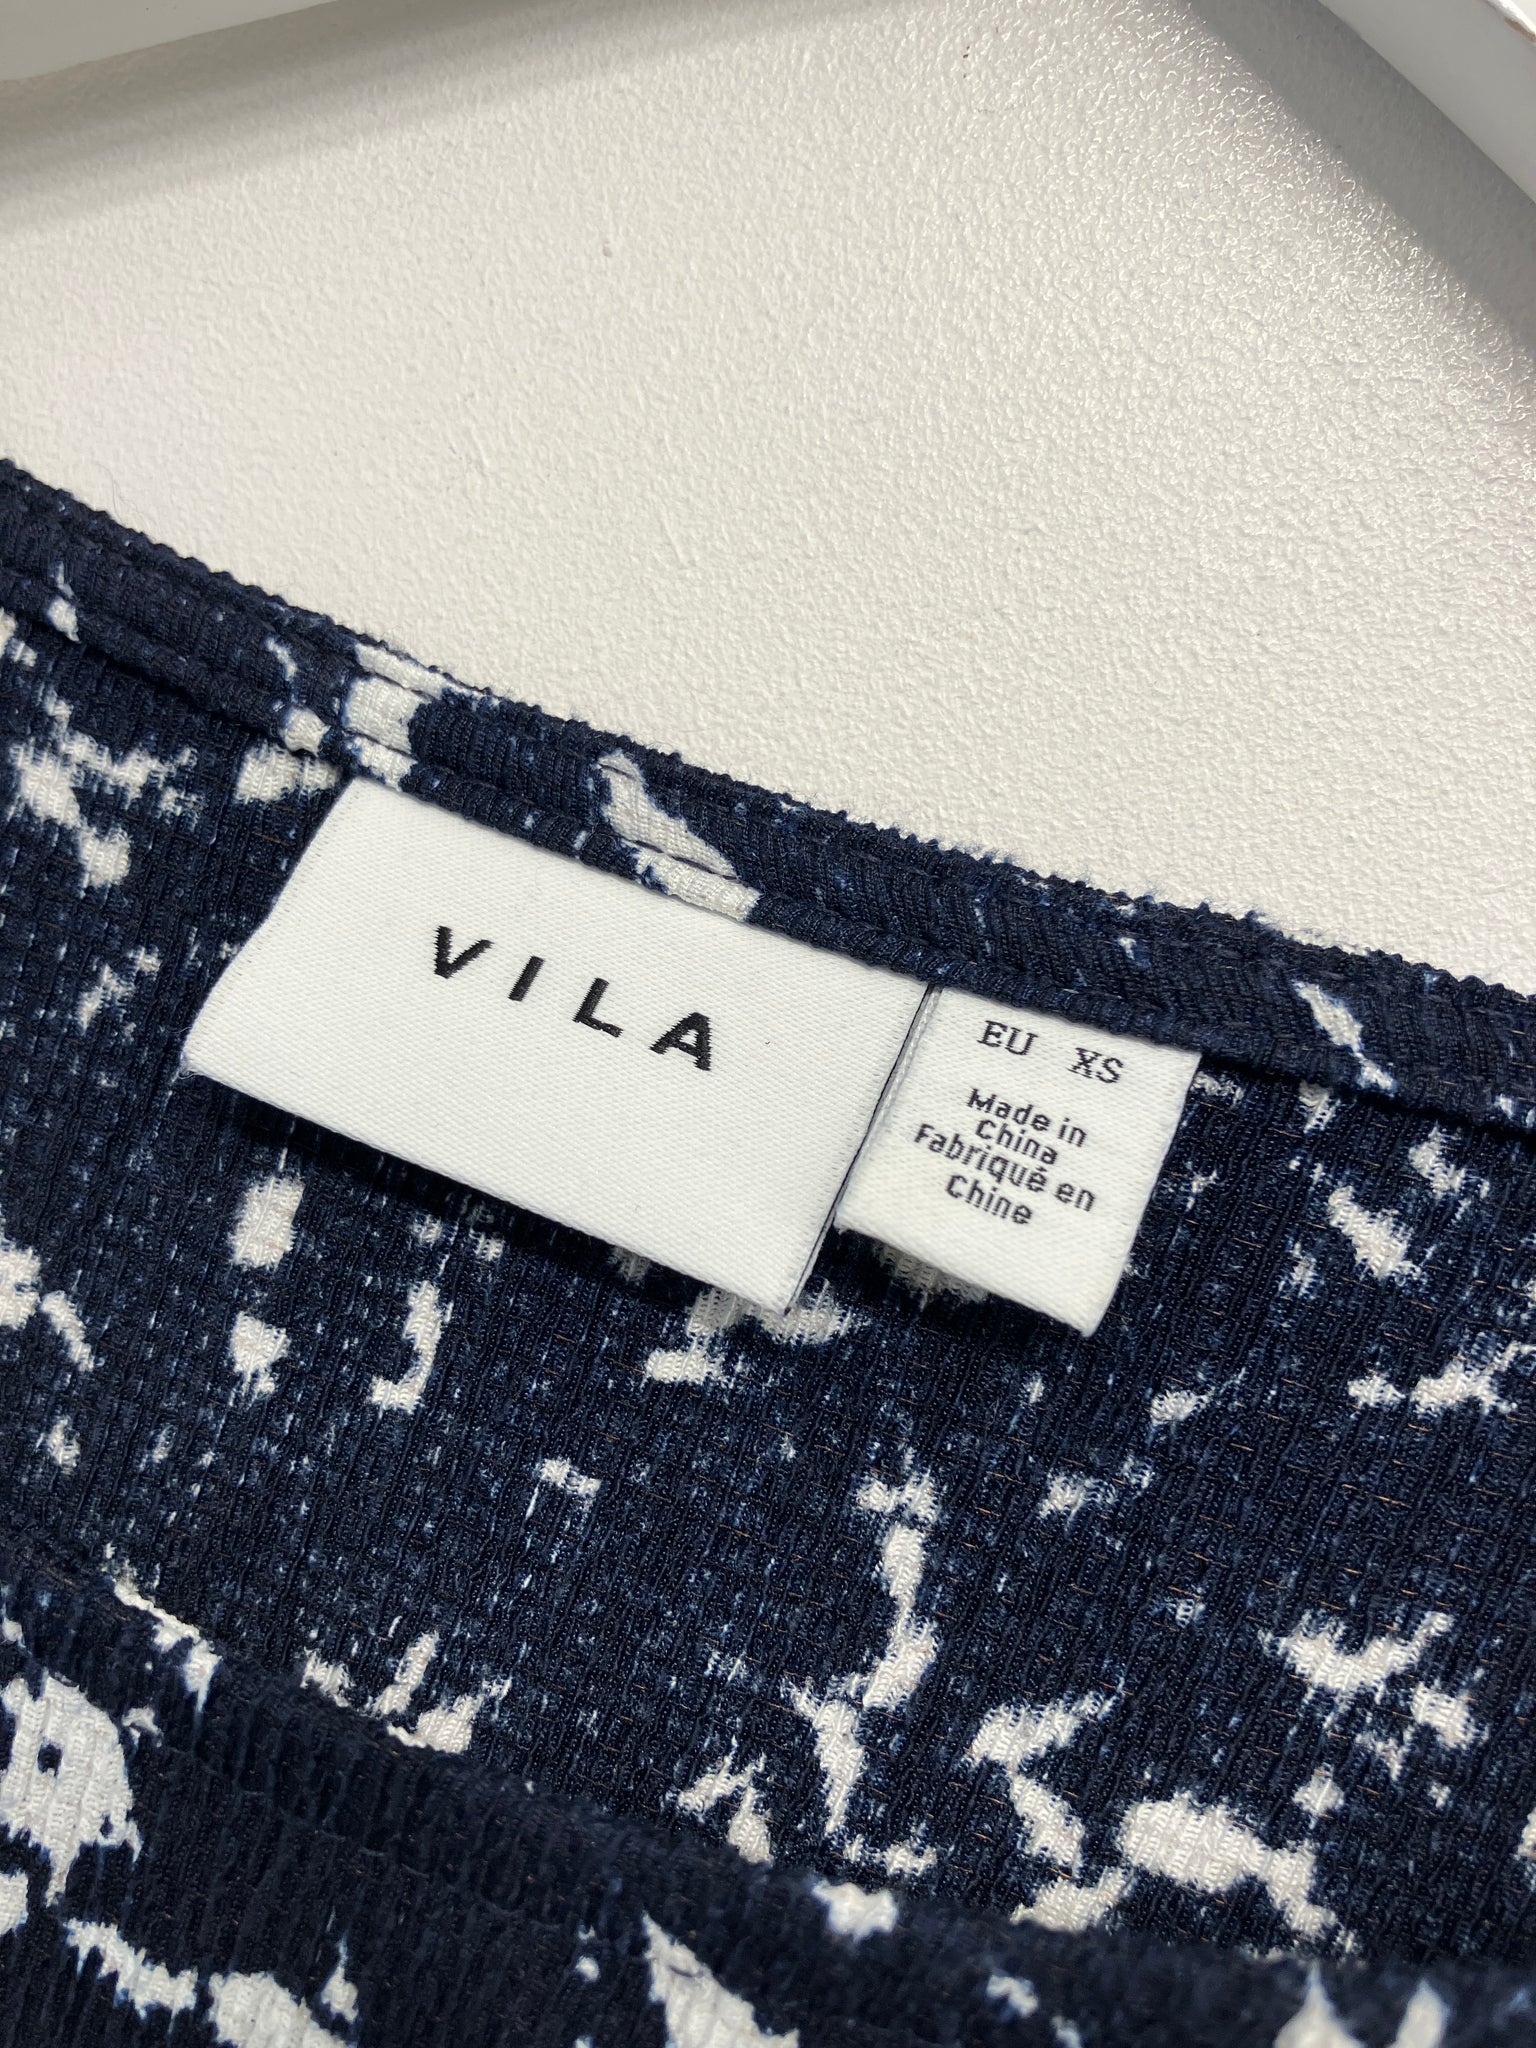 VILA
EU XS
Made in
China
Fabriqué en
Chine